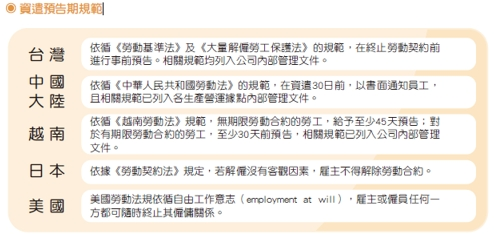 ◉ 資遣預告期規範
台灣
依循《勞動基準法》及《大量解僱勞工保護法》的規範，在終止勞動契約前
進行事前預告。相關規範均列入公司內部管理文件。
中國
大陸
依循《中華人民共和國勞動法》的規範，在資遣30日前，以書面通知員工，
且相關規範已列入各生產營運據點內部管理文件。
越南
依循《越南勞動法》規範，無期限勞動合約的勞工，給予至少45天預告；對
於有期限勞動合約的勞工，至少30天前預告，相關規範已列入公司內部管理
文件。
日本
依據《勞動契約法》規定，若解僱沒有客觀因素，雇主不得解除勞動合約。
美國
美國勞動法規依循自由工作意志（employment at will），雇主或僱員任何一
方都可隨時終止其僱傭關係。